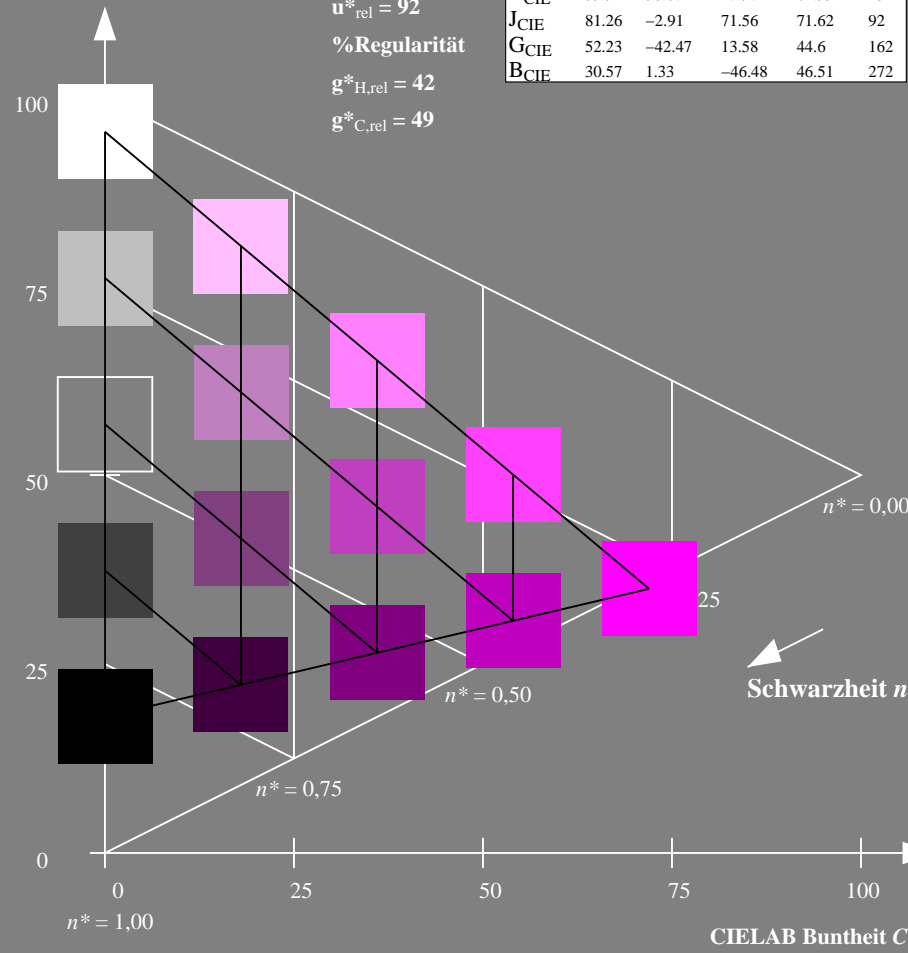 u*rel = 92
%Regularität
g*H,rel = 42
g*C,rel = 49
JCIE 81.26 −2.91 71.56 71.62 92
GCIE 52.23 −42.47 13.58 44.6 162
BCIE 30.57 1.33 −46.48 46.51 272
100
75
50
25
0
n* = 0,00
25
Schwarzheit n
n* = 0,50
n* = 0,75
0 25 50 75 100
n* = 1,00
CIELAB Buntheit C